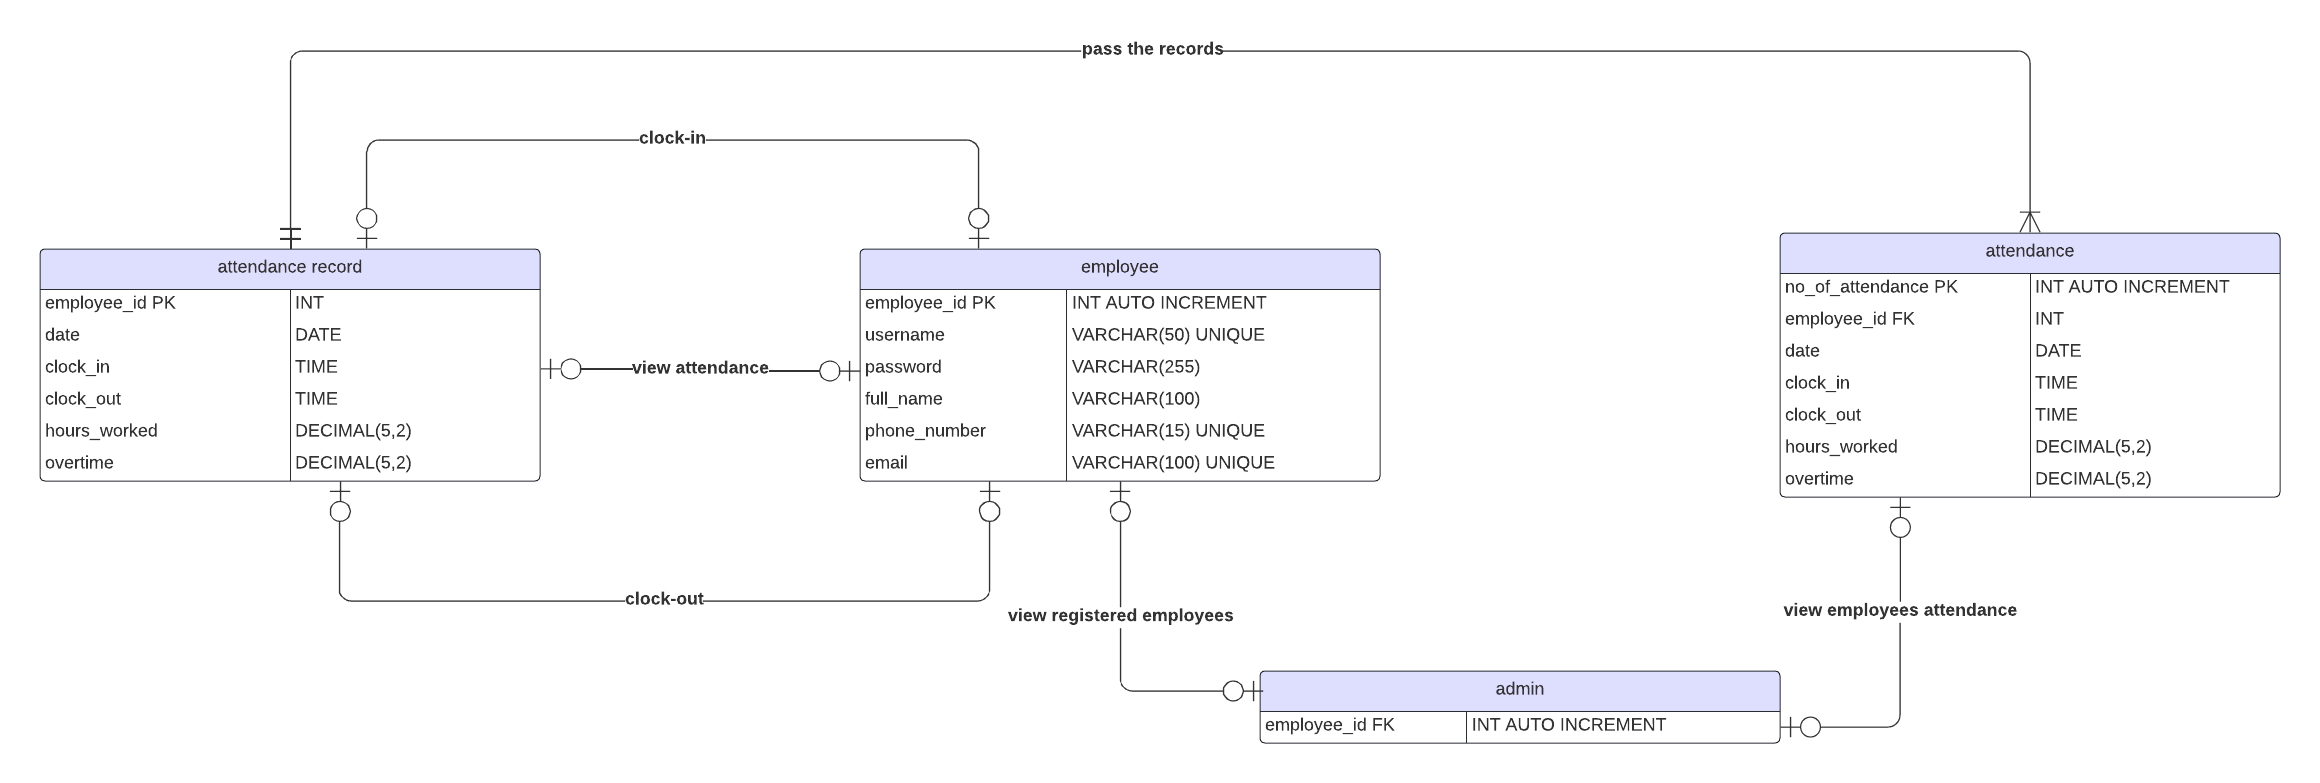 pass the records
clock-in
attendance record
employee_id PK INT
date DATE
clock_in TIME
clock_out TIME
hours_worked DECIMAL(5,2)
overtime DECIMAL(5,2)
view attendance
employee
employee_id PK INT AUTO INCREMENT
username VARCHAR(50) UNIQUE
password VARCHAR(255)
full_name VARCHAR(100)
phone_number VARCHAR(15) UNIQUE
email VARCHAR(100) UNIQUE
attendance
no_of_attendance PK INT AUTO INCREMENT
employee_id FK INT
date DATE
clock_in TIME
clock_out TIME
hours_worked DECIMAL(5,2)
overtime DECIMAL(5,2)
clock-out
view registered employees
view employees attendance
admin
employee_id FK INT AUTO INCREMENT